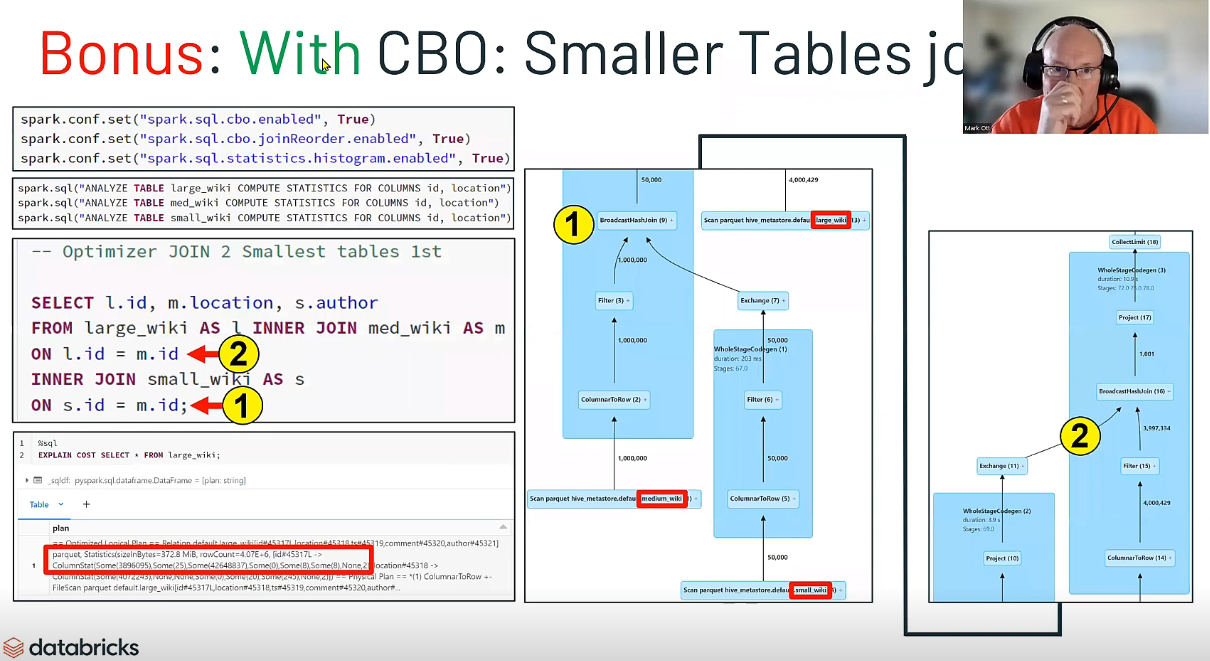 Bonus: With CBO: Smaller Tables jo
Mark Ott
spark.conf.set("spark.sql.cbo.enabled", True)
spark.conf.set("spark.sql.cbo.joinReorder.enabled", True)
spark.conf.set("spark.sql.statistics.histogram.enabled", True)
spark.sql("ANALYZE TABLE large_wiki COMPUTE STATISTICS FOR COLUMNS id, location")
spark.sql("ANALYZE TABLE med_wiki COMPUTE STATISTICS FOR COLUMNS id, location")
spark.sql("ANALYZE TABLE small_wiki COMPUTE STATISTICS FOR COLUMNS id, location")
-- Optimizer JOIN 2 Smallest tables 1st
SELECT l.id, m.location, s.author
FROM large_wiki AS l INNER JOIN med_wiki AS m
ON l.id = m.id
2
INNER JOIN small_wiki AS s
ON s.id = m.id;
1
1 %sql
2 EXPLAIN COST SELECT * FROM large_wiki;
_sqldf: pyspark.sql.dataframe.DataFrame = [plan: string]
Table
+
plan
1
== Optimized Logical Plan == Relation default.large_wiki[id#45317L,location#45318,ts#45319,comment#45320,author#45321]
parquet, Statistics(sizeInBytes=372.8 MiB, rowCount=4.07E+6, [id#45317L ->
ColumnStat(Some(3896095),Some(25),Some(42648837),Some(0),Some(8),Some(8),None,2), location#45318 ->
ColumnStat(Some(4072243),None,None,Some(0),Some(20),Some(245),None,2)]) == Physical Plan == *(1) ColumnarToRow +-
FileScan parquet default.large_wiki[id#45317L,location#45318,ts#45319,comment#45320,author#...
50,000
1
BroadcastHashJoin (9) +
1,000,000
Filter (3) +
1,000,000
ColumnarToRow (2) +
1,000,000
Scan parquet hive_metastore.defau medium_wiki
4,000,429
Scan parquet hive_metastore.defau large_wiki 13) +
Exchange (7) +
50,000
WholeStageCodegen (1)
duration: 203 ms
Stages: 67.0
Filter (6) +
50,000
ColumnarToRow (5) +
50,000
Scan parquet hive_metastore.defau small_wiki
CollectLimit (18)
WholeStageCodegen (3)
duration: 10.9 s
Project (17)
1,001
BroadcastHashJoin (16) +
2
3,997,334
Exchange (11) +
Filter (15) +
4,000,429
WholeStageCodegen (2)
duration: 3.9 s
Stages: 69.0
Project (10)
ColumnarToRow (14) +
databricks